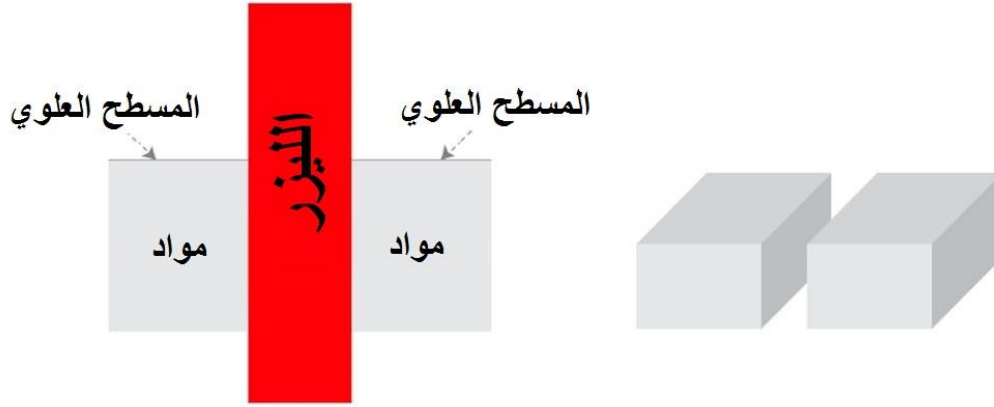 المسطح العلوي
المسطح العلوي
الليزر
مواد
مواد